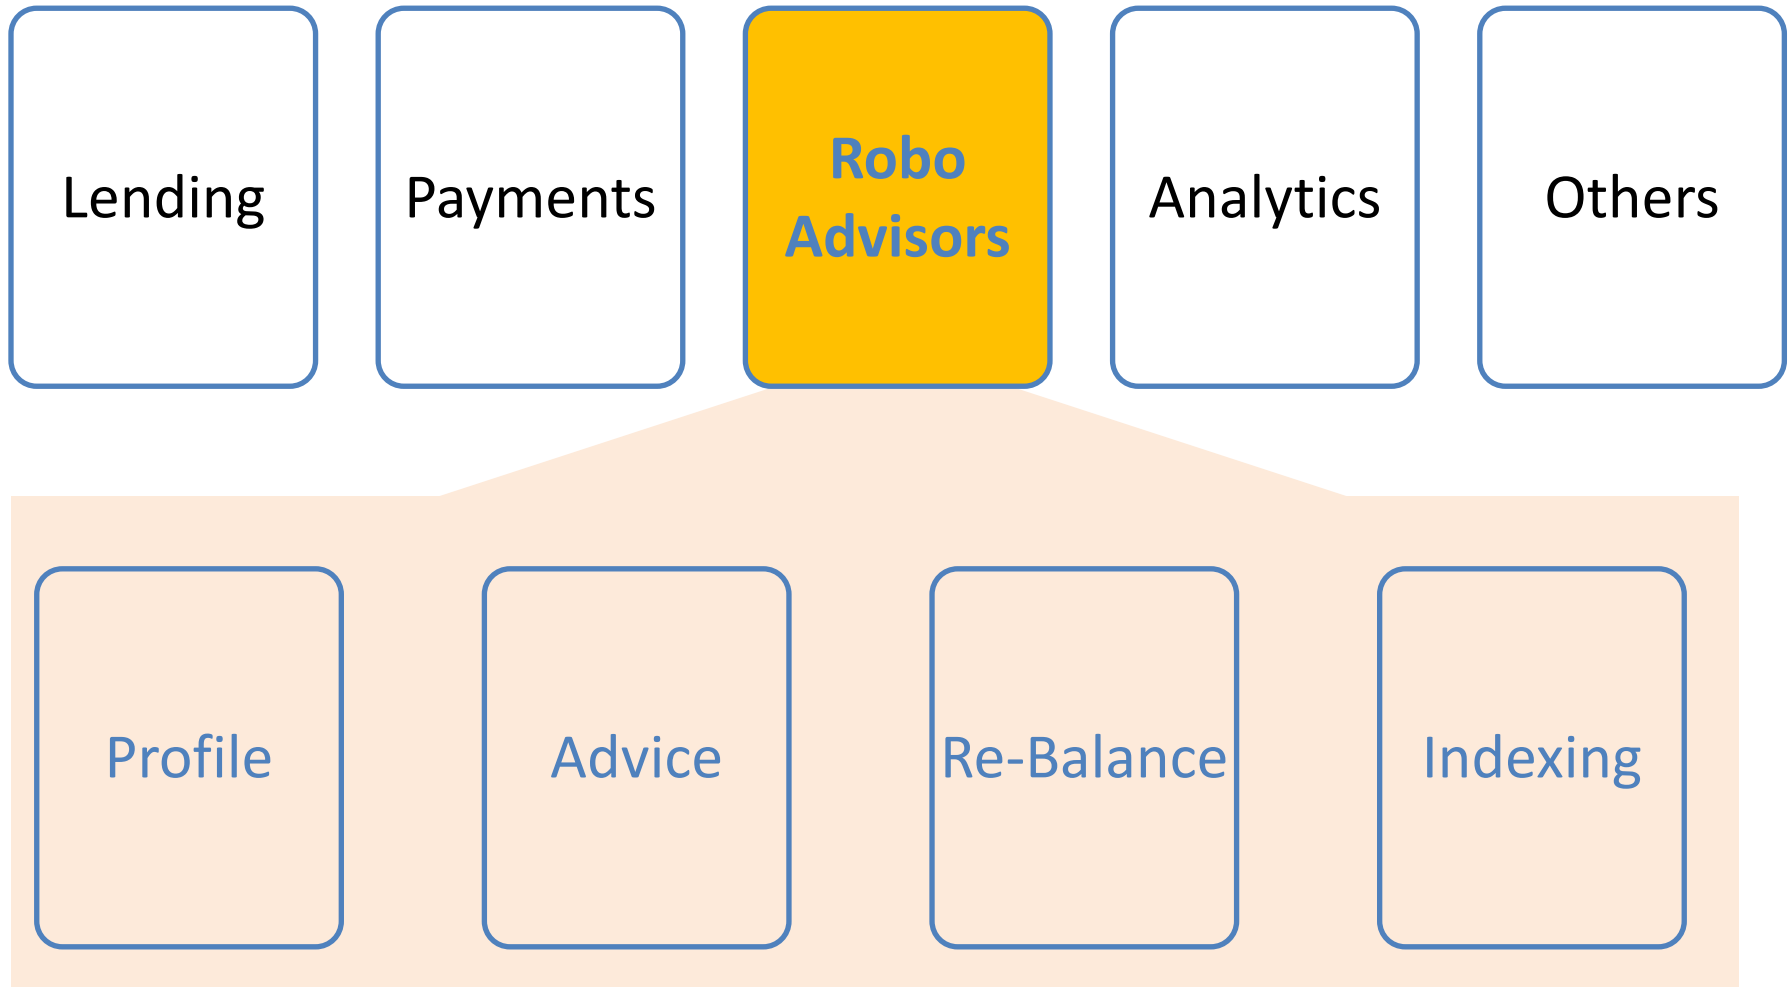 Lending
Payments
Robo
Advisors
Analytics
Others
Profile
Advice
Re-Balance
Indexing